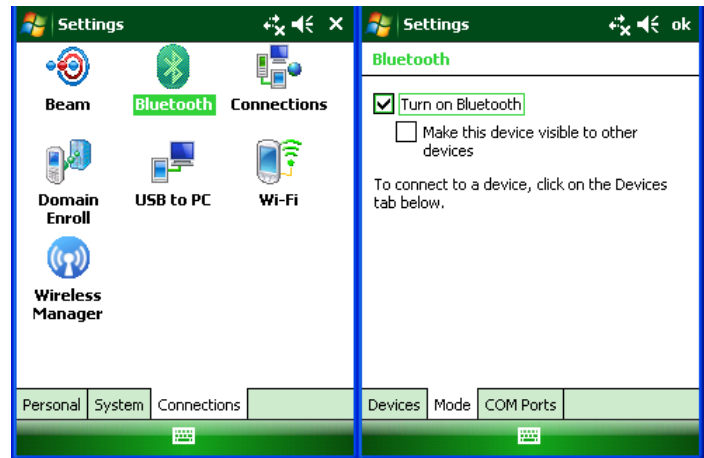 Settings
Beam Bluetooth Connections
Domain Enroll USB to PC Wi-Fi
Wireless Manager
Personal System Connections
Settings ok
Bluetooth
Turn on Bluetooth
Make this device visible to other
devices
To connect to a device, click on the Devices
tab below.
Devices Mode COM Ports